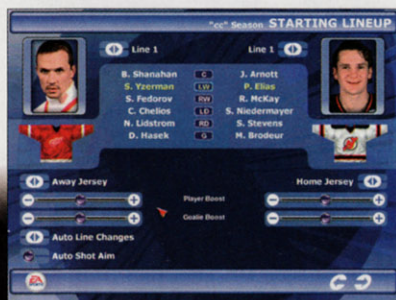 "cc" Season STARTING LINEUP
Line 1 Line 1
B. Shanahan C J. Arnott
S. Yzerman LW P. Elias
S. Fedorov RW R. McKay
C. Chelios LD S. Niedermayer
N. Lidstrom RD S. Stevens
D. Hasek G M. Brodeur
Away Jersey Home Jersey
Player Boost
Goalie Boost
Auto Line Changes
Auto Shot Aim
EA